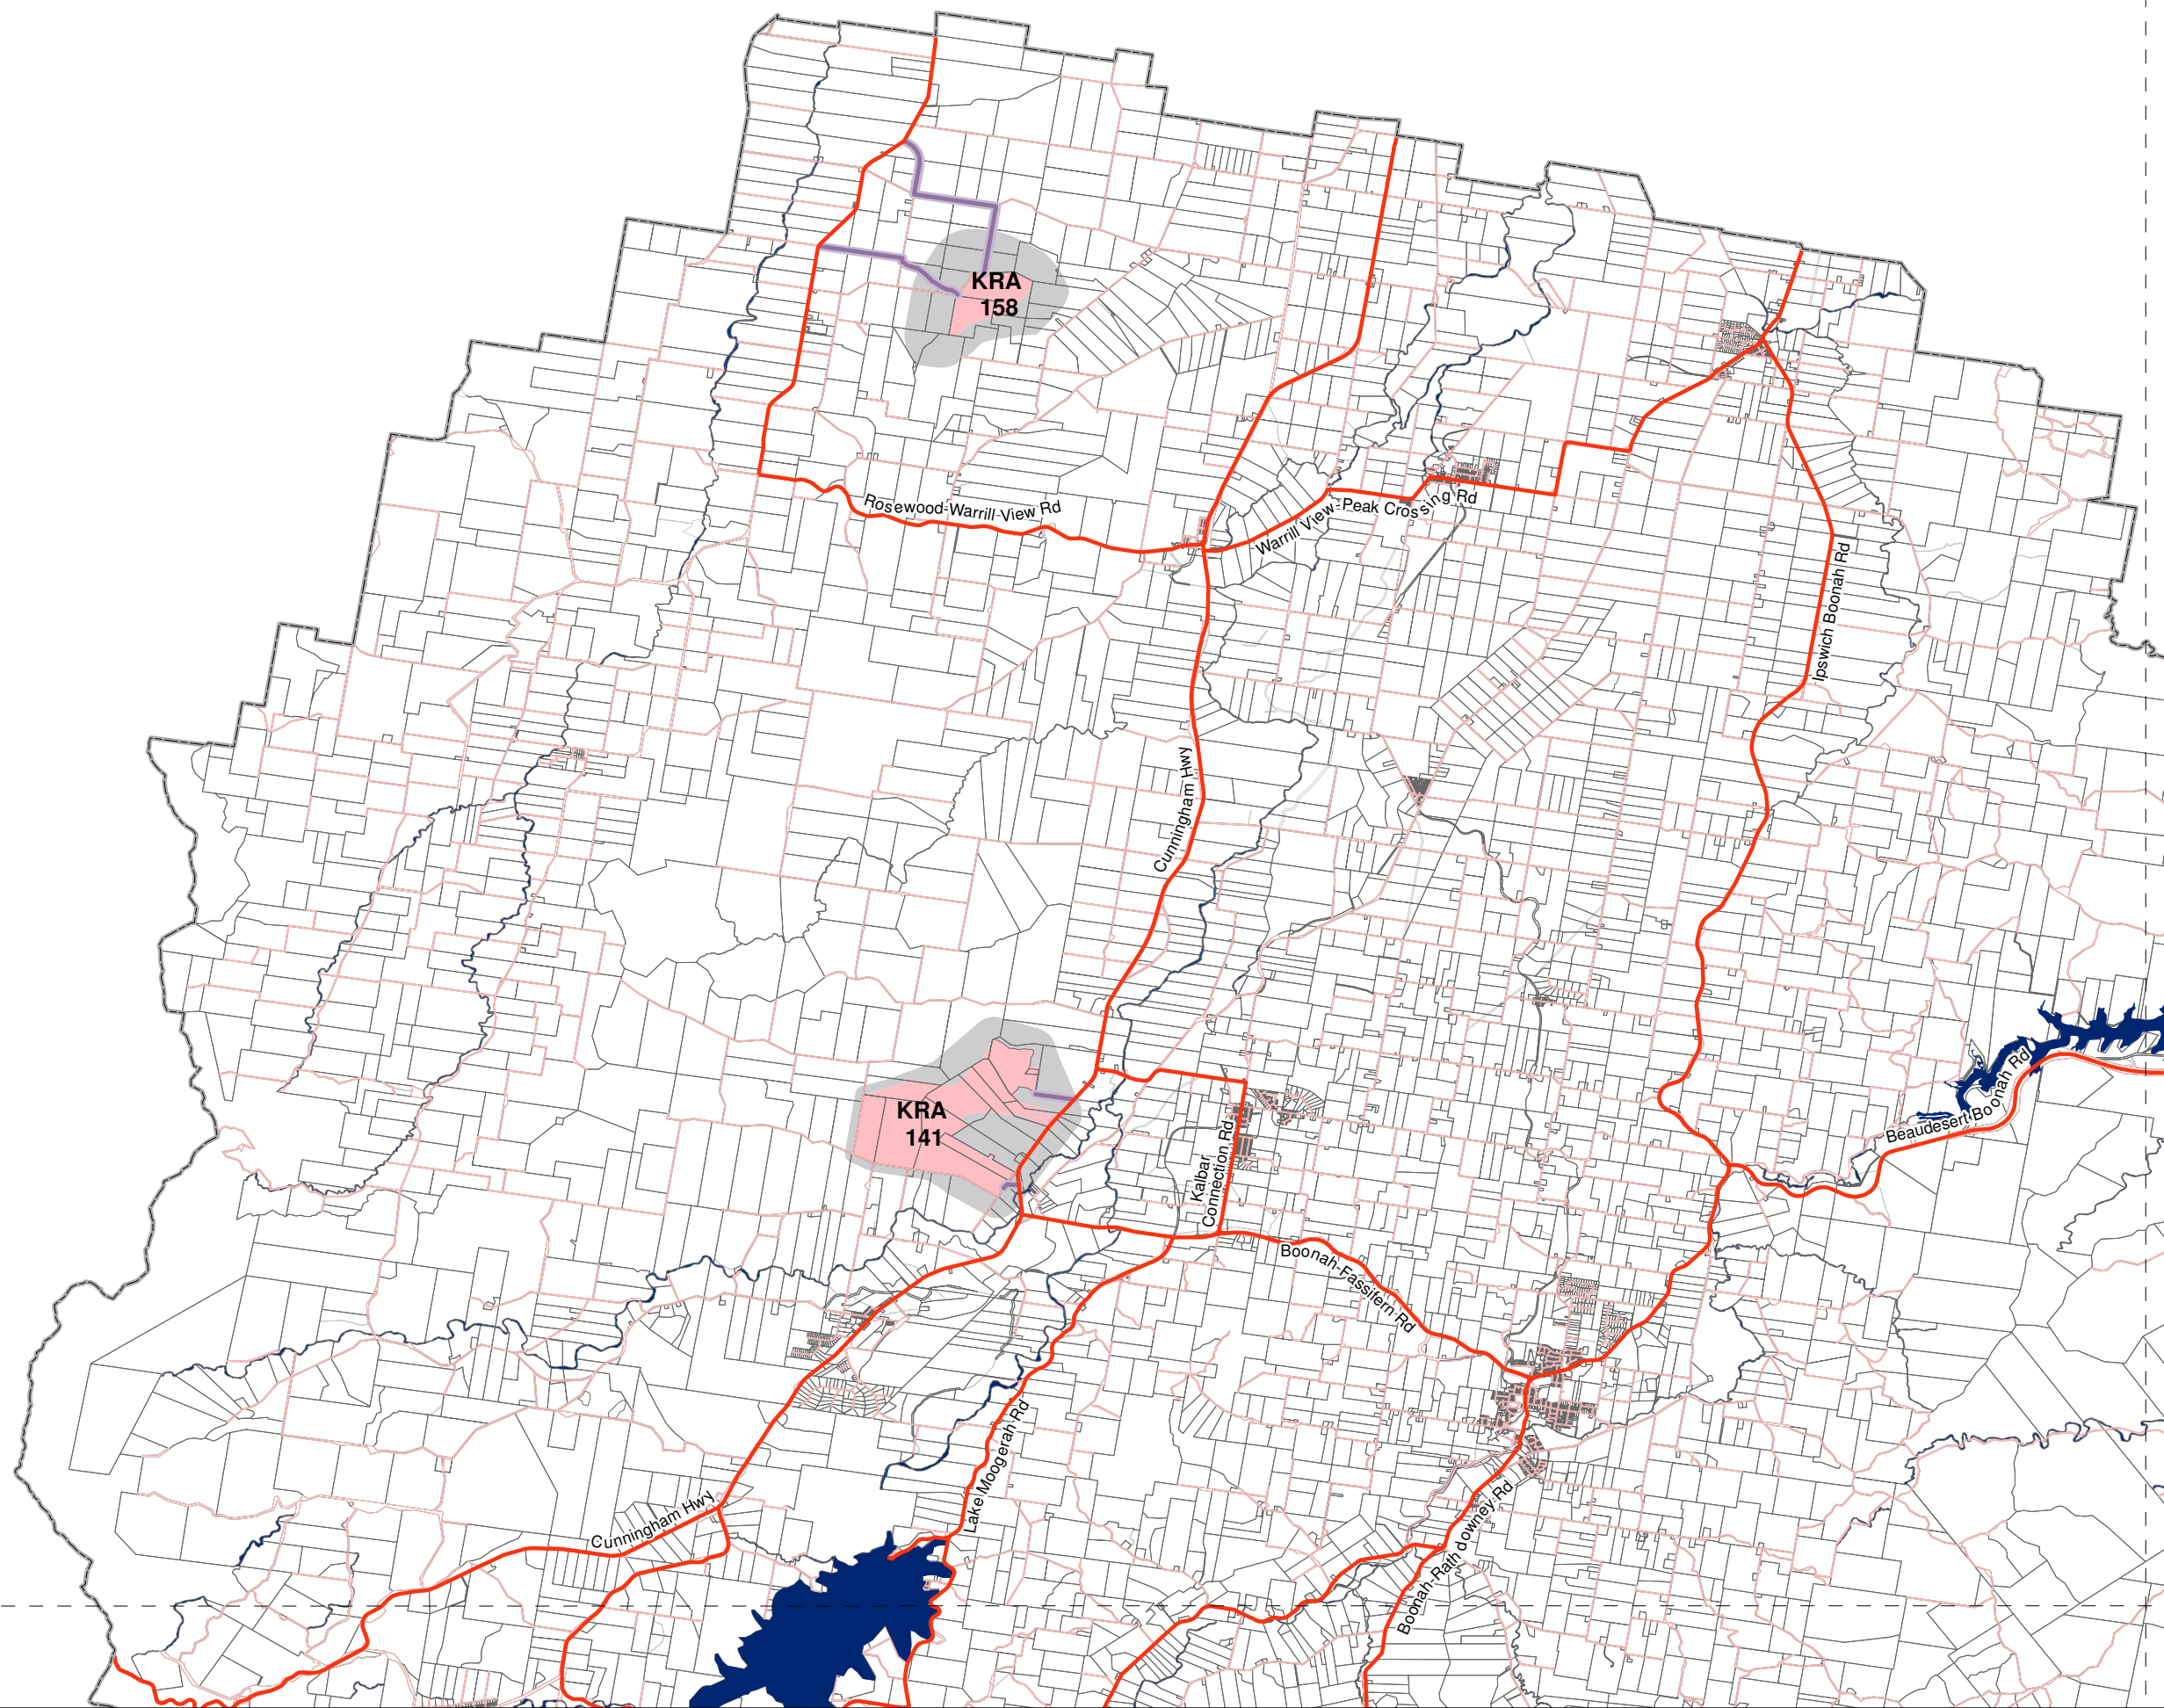 KRA
158
Rosewood-Warrill View Rd
Warrill View-Peak Crossing Rd
Ipswich Boonah Rd
Cunningham Hwy
KRA
141
Kalbar
Connection Rd
Beaudesert Boonah Rd
Boonah-Fassifern Rd
Lake Moogerah Rd
Cunningham Hwy
Boonah-Rathdowney Rd